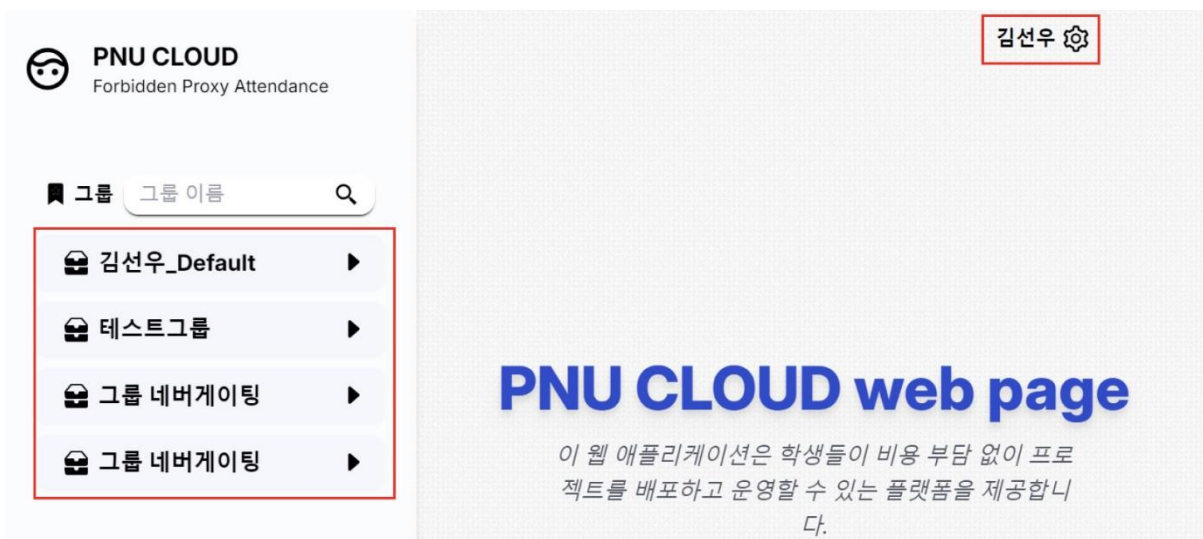 PNU CLOUD
Forbidden Proxy Attendance
김선우
그룹
그룹 이름
김선우_Default
테스트그룹
그룹 네버게이팅
그룹 네버게이팅
PNU CLOUD web page
이 웹 애플리케이션은 학생들이 비용 부담 없이 프로
젝트를 배포하고 운영할 수 있는 플랫폼을 제공합니
다.